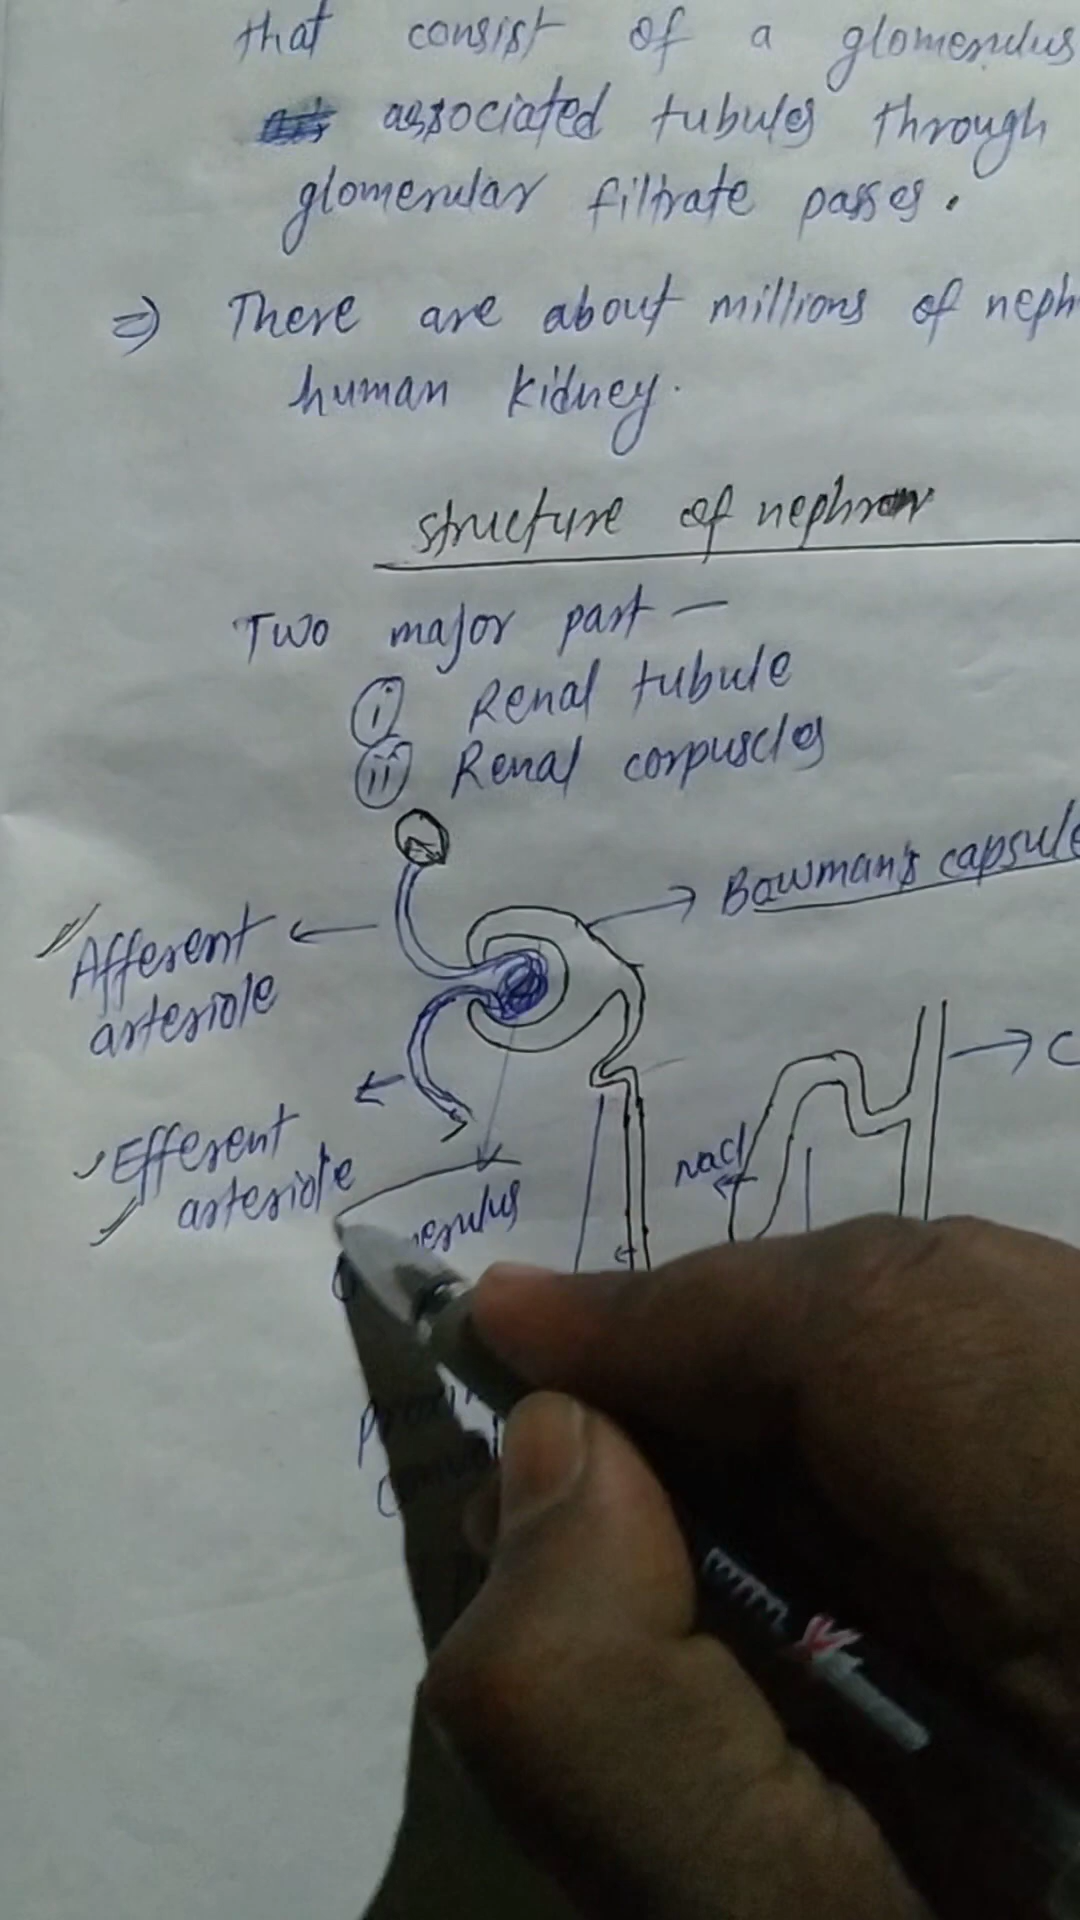 that consist of a glomerulus
associated tubules through
glomerular filtrate passes.
=> There are about millions of neph
human kidney.
structure of nephron
Two major part —
(i) Renal tubule
(ii) Renal corpuscles
Bowman's capsule
Afferent
arteriole
C
Efferent
arteriole
NaCl
merulus